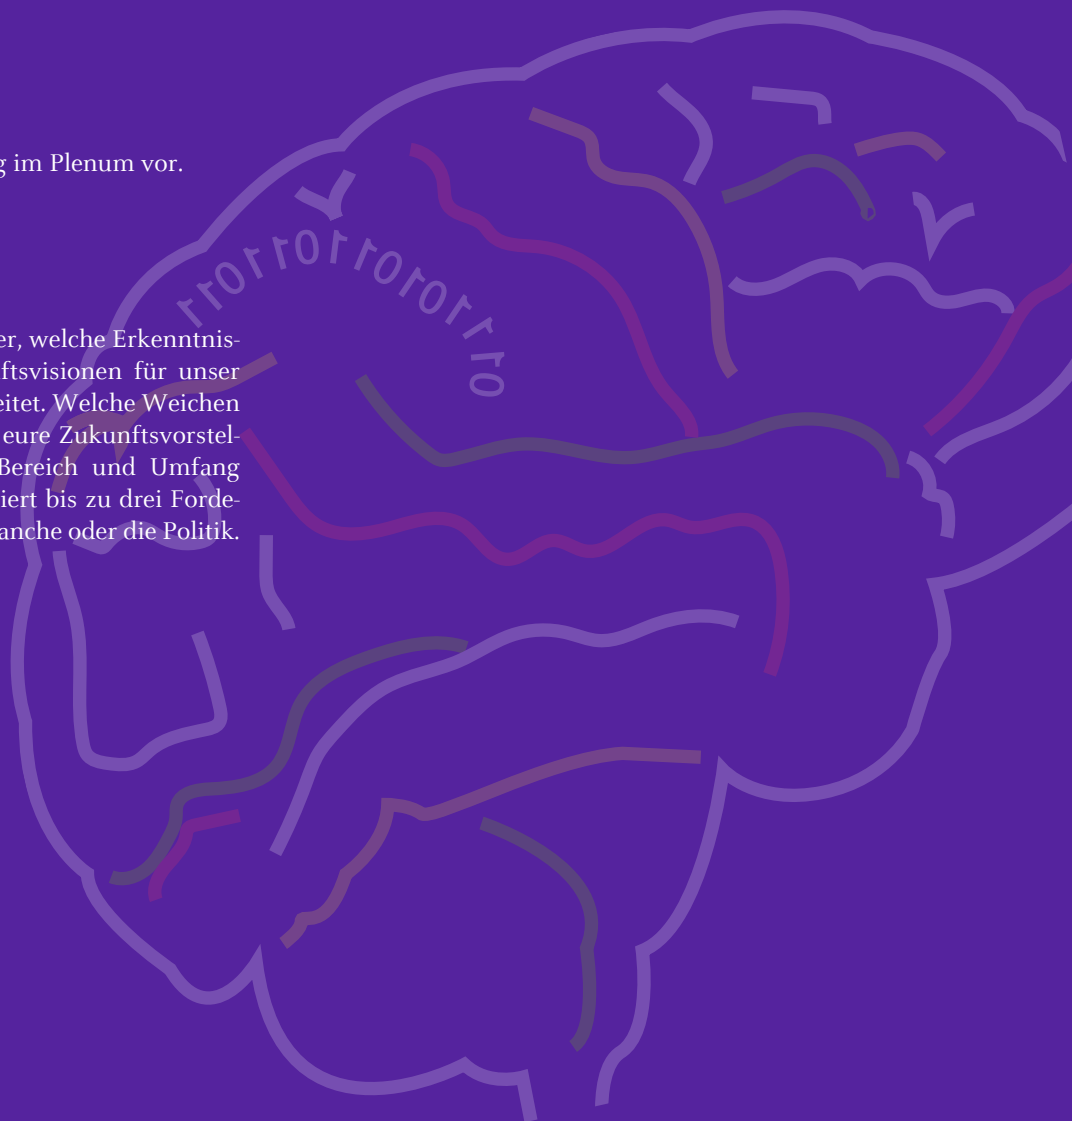 g im Plenum vor.
er, welche Erkenntnis-
ftsvisionen für unser
eitet. Welche Weichen
eure Zukunftsvorstel-
Bereich und Umfang
iert bis zu drei Forde-
anche oder die Politik.